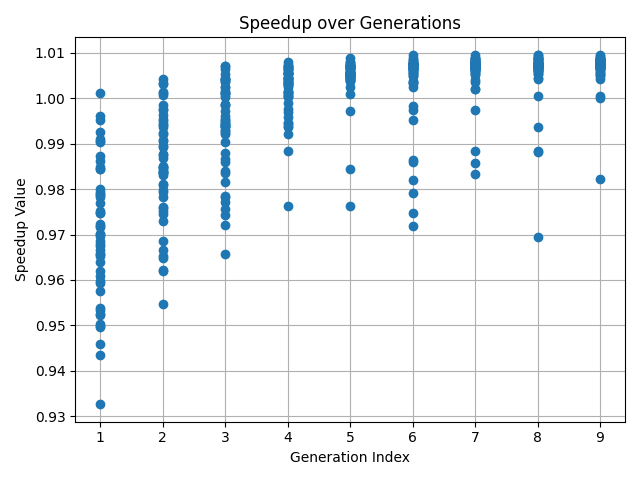 Speedup over Generations
Speedup Value
1.01
1.00
0.99
0.98
0.97
0.96
0.95
0.94
0.93
1 2 3 4 5 6 7 8 9
Generation Index